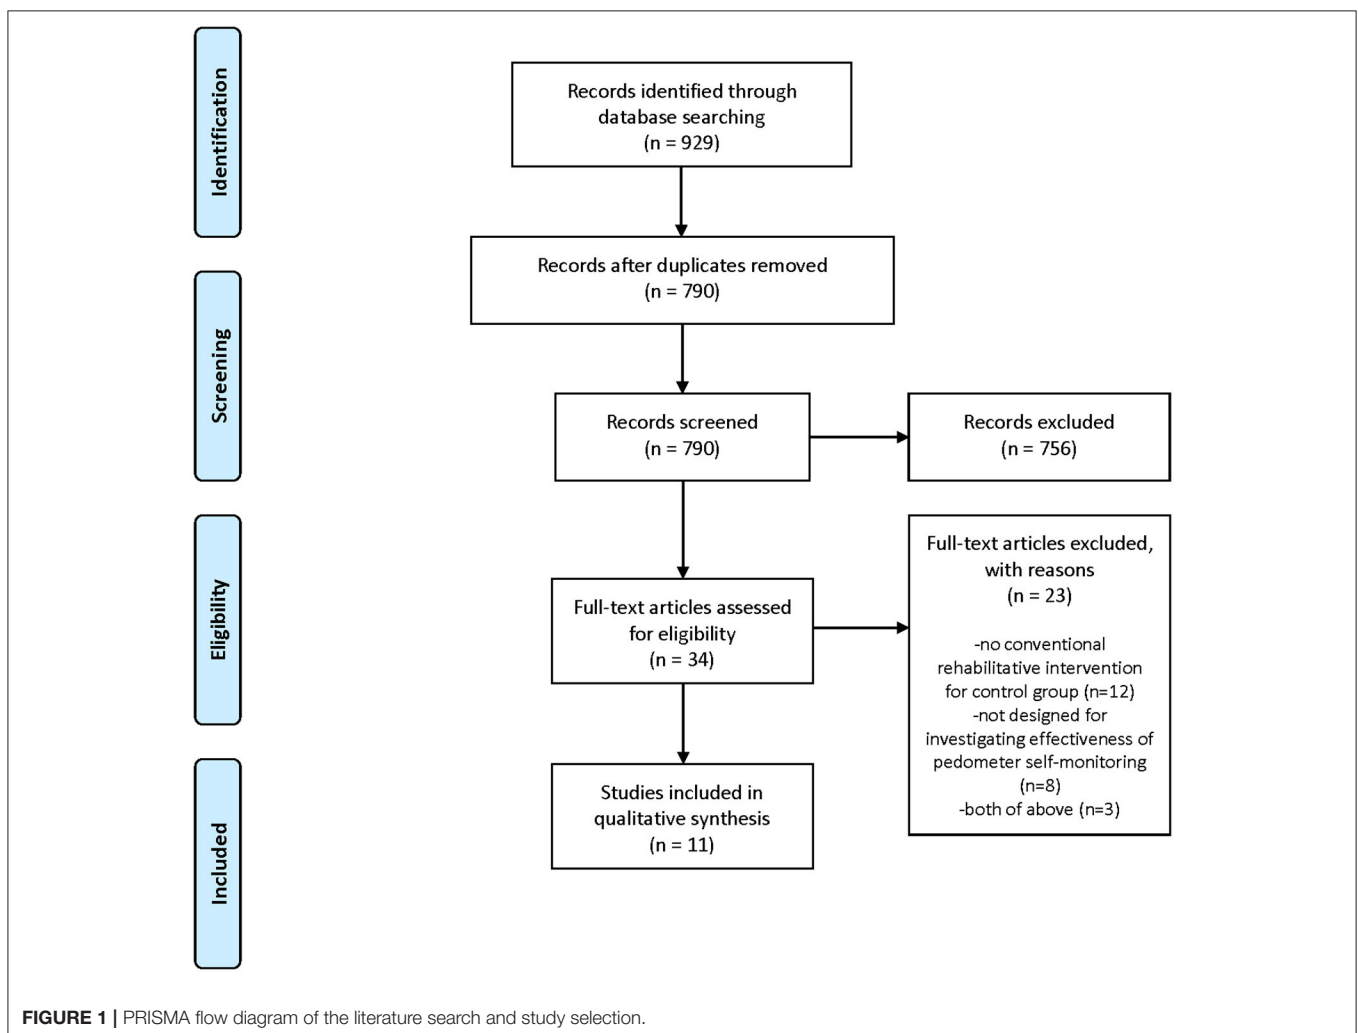 Identification
Records identified through
database searching
(n = 929)
Records after duplicates removed
(n = 790)
Screening
Records screened
(n = 790)
Records excluded
(n = 756)
Eligibility
Full-text articles assessed
for eligibility
(n = 34)
Full-text articles excluded,
with reasons
(n = 23)
-no conventional
rehabilitative intervention
for control group (n=12)
-not designed for
investigating effectiveness of
pedometer self-monitoring
(n=8)
-both of above (n=3)
Included
Studies included in
qualitative synthesis
(n = 11)
FIGURE 1 | PRISMA flow diagram of the literature search and study selection.